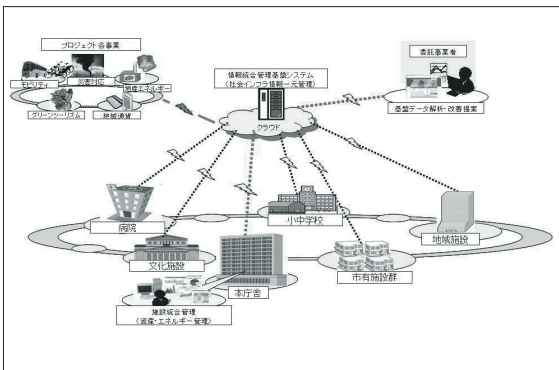 プロジェクト各事業
モビリティ
災害対応
地産エネルギー
グリーンツーリズム
地域通貨
情報統合管理基盤システム
（社会インフラ情報一元管理）
クラウド
委託事業者
基盤データ解析・改善提案
病院
小中学校
地域施設
文化施設
本庁舎
市有施設群
施設統合管理
（資産・エネルギー管理）